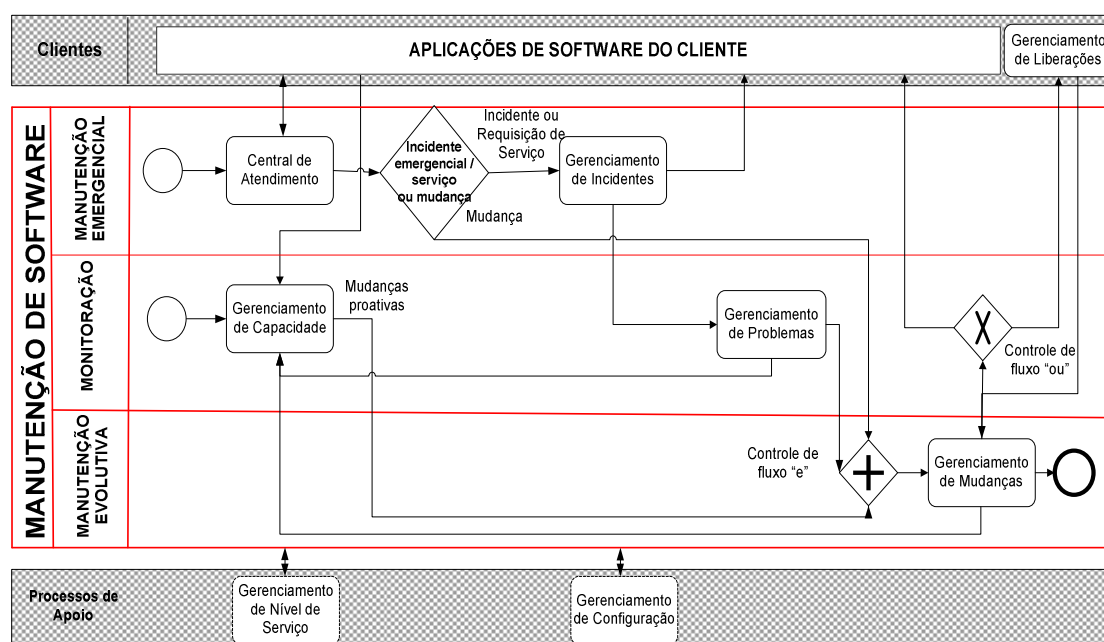 Clientes
APLICAÇÕES DE SOFTWARE DO CLIENTE
Gerenciamento
de Liberações
MANUTENÇÃO DE SOFTWARE
MANUTENÇÃO
EMERGENCIAL
Central de
Atendimento
Incidente
emergencial /
serviço
ou mudança
Incidente ou
Requisição de
Serviço
Mudança
Gerenciamento
de Incidentes
MONITORAÇÃO
Gerenciamento
de Capacidade
Mudanças
proativas
Gerenciamento
de Problemas
X
Controle de
fluxo “ou”
MANUTENÇÃO
EVOLUTIVA
Controle de
fluxo “e”
+
Gerenciamento
de Mudanças
Processos de
Apoio
Gerenciamento
de Nível de
Serviço
Gerenciamento
de Configuração